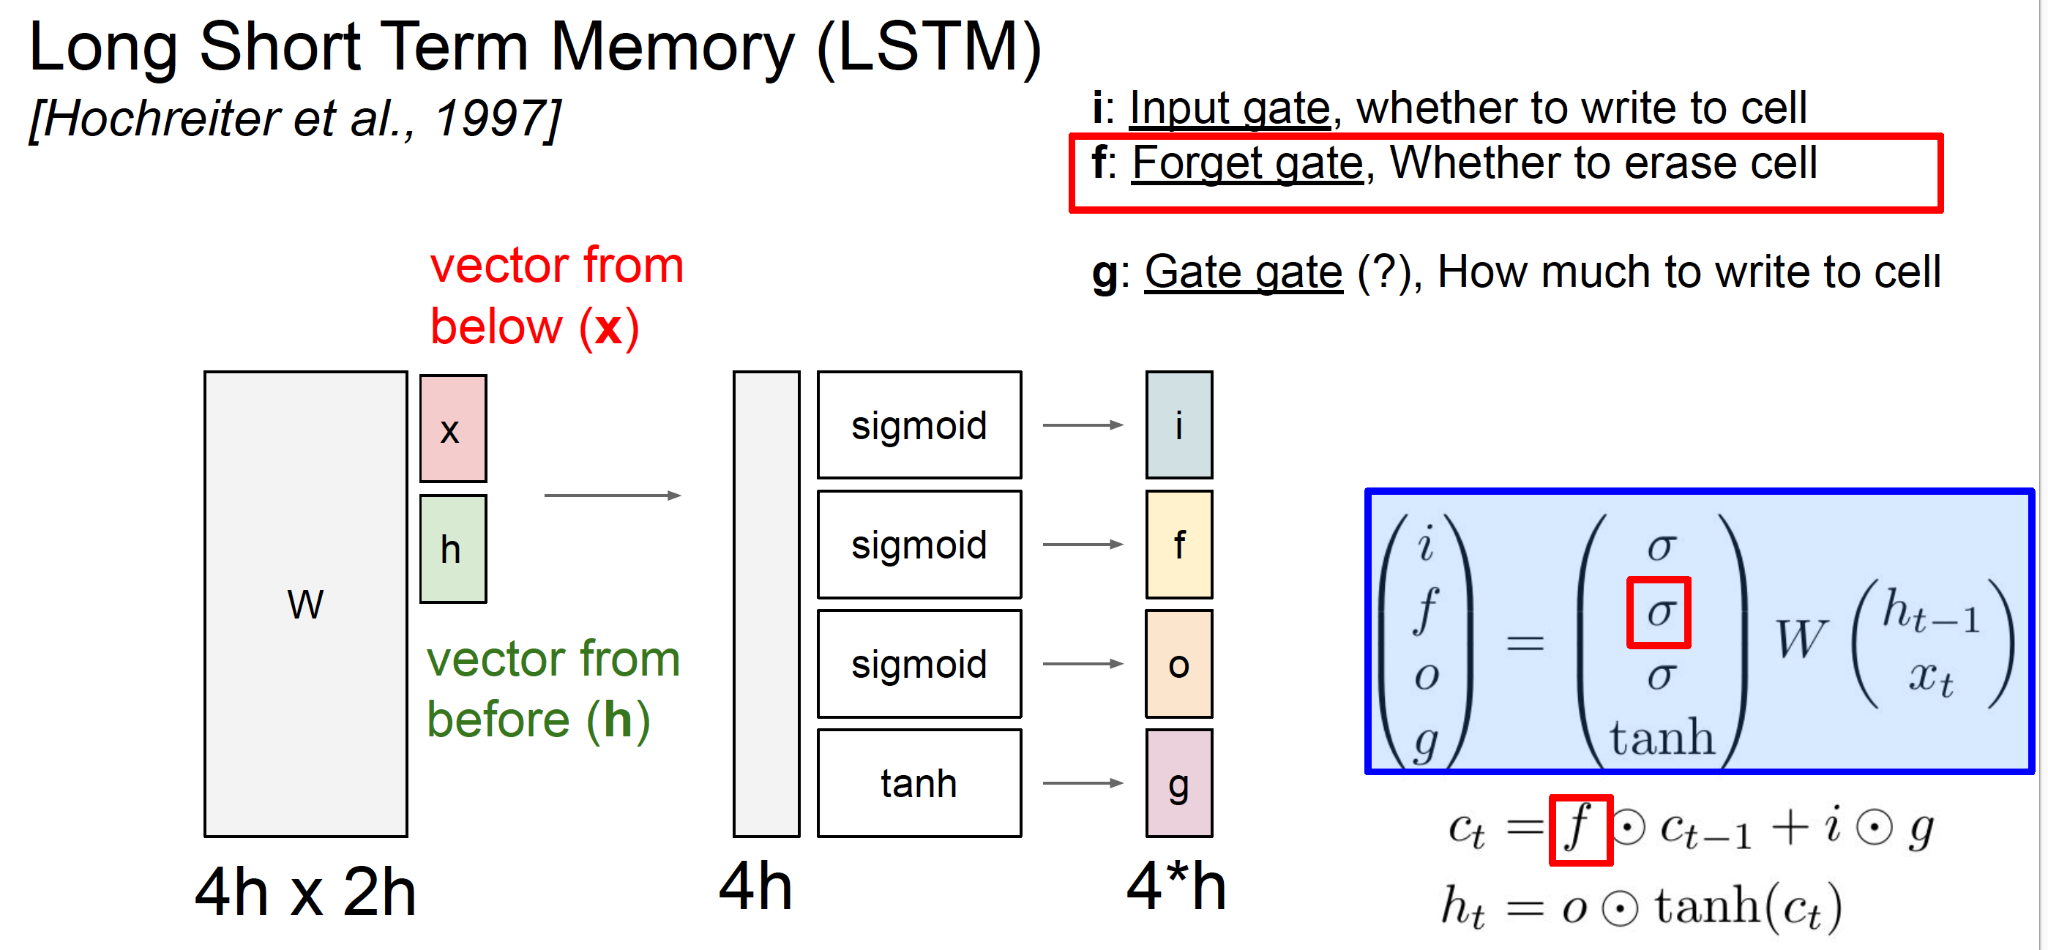 Long Short Term Memory (LSTM)
[Hochreiter et al., 1997]
i: Input gate, whether to write to cell
f: Forget gate, Whether to erase cell
g: Gate gate (?), How much to write to cell
vector from
below (x)
x
h
W
vector from
before (h)
4h x 2h
sigmoid
sigmoid
sigmoid
tanh
4h
i
f
o
g
4*h
i
f
o
g
=
σ
σ
σ
tanh
W
h_{t−1}
x_t
c_t = f ⊙ c_{t−1} + i ⊙ g
h_t = o ⊙ tanh(c_t)